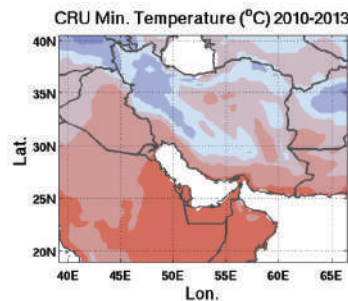 CRU Min. Temperature (°C) 2010-2013
40N
35N
30N
25N
20N
Lat.
40E 45E 50E 55E 60E 65E
Lon.